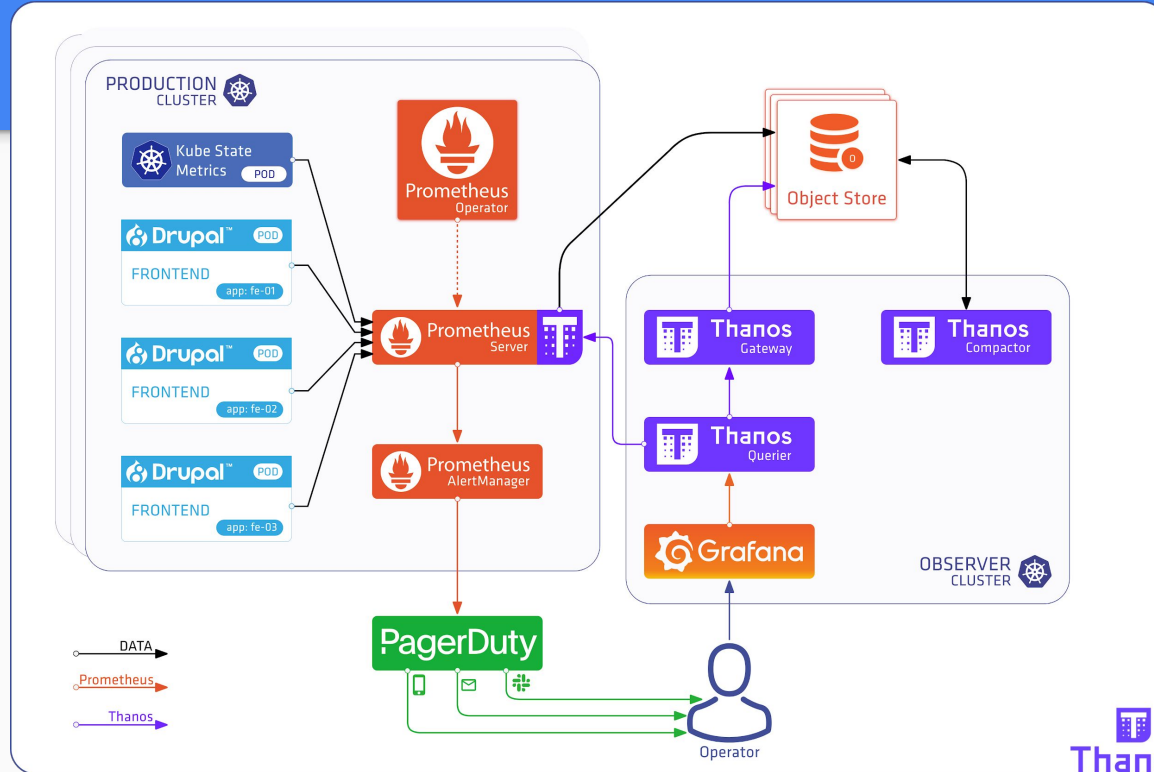 PRODUCTION
CLUSTER
Kube State
Metrics POD
Drupal™ POD
FRONTEND
app: fe-01
Drupal™ POD
FRONTEND
app: fe-02
Drupal™ POD
FRONTEND
app: fe-03
Prometheus
Operator
Prometheus
Server
Prometheus
AlertManager
PagerDuty
Object Store
Thanos
Gateway
Thanos
Compactor
Thanos
Querier
Grafana
OBSERVER
CLUSTER
Operator
DATA
Prometheus
Thanos
Than